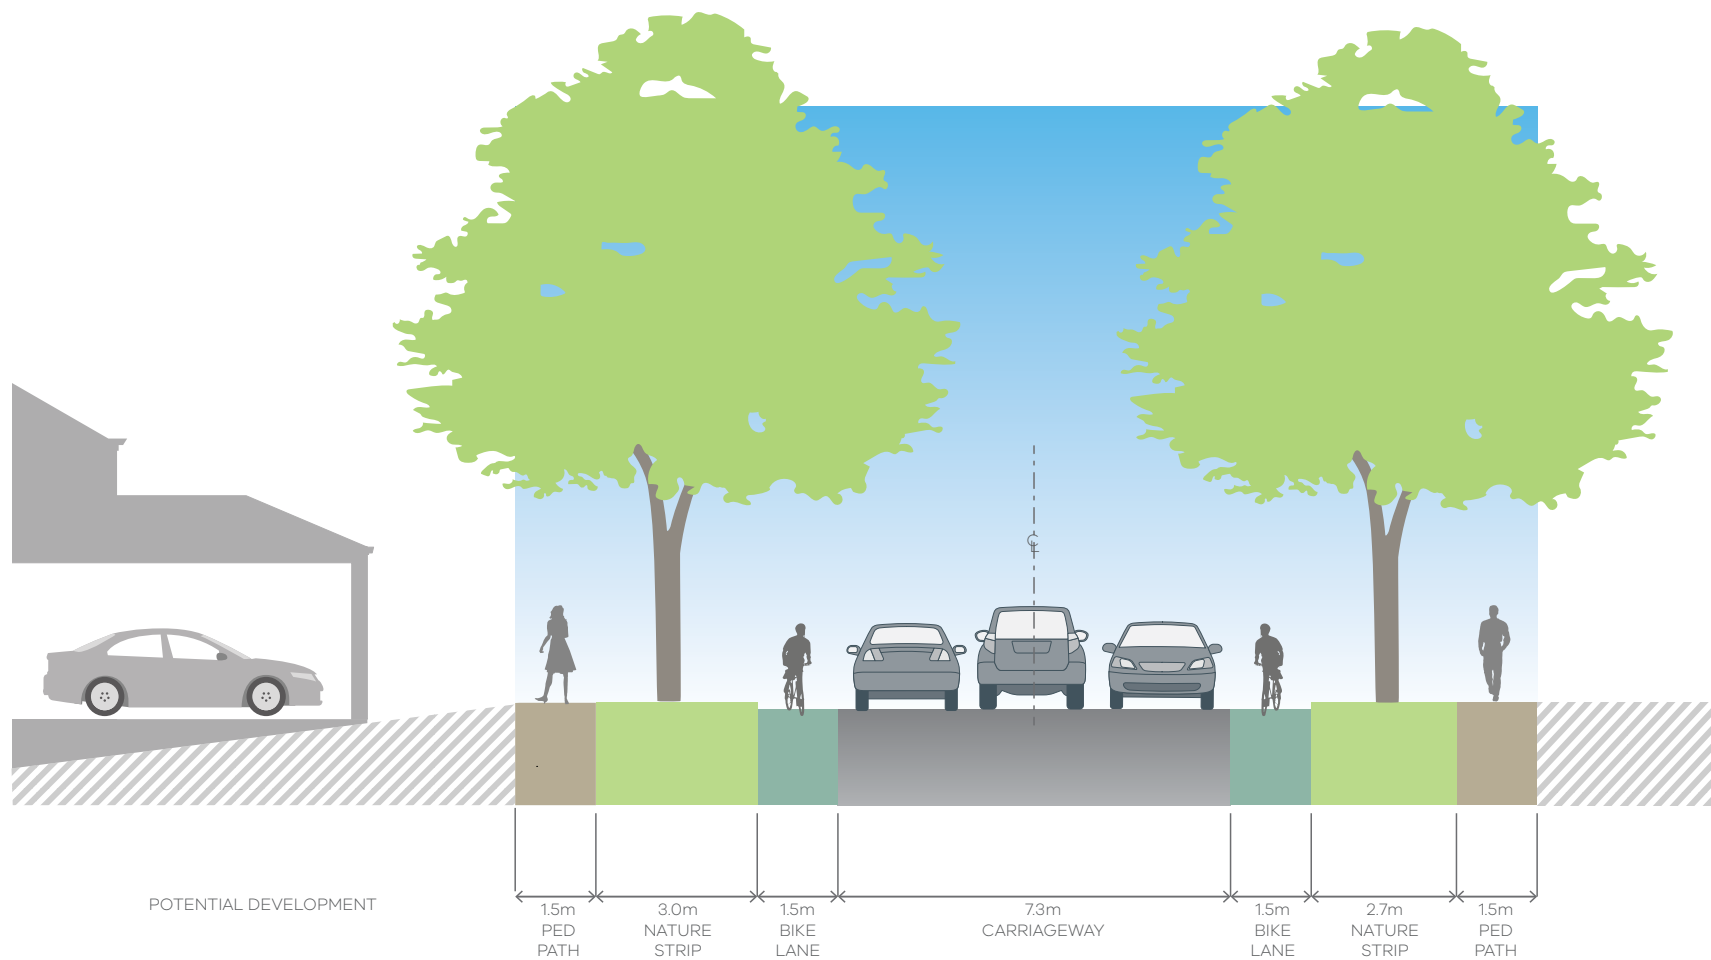 ℄
POTENTIAL DEVELOPMENT
1.5m
PED
PATH
3.0m
NATURE
STRIP
1.5m
BIKE
LANE
7.3m
CARRIAGEWAY
1.5m
BIKE
LANE
2.7m
NATURE
STRIP
1.5m
PED
PATH